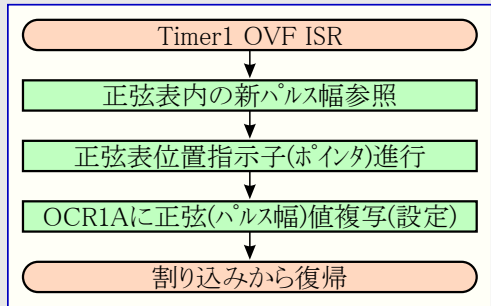 Timer1 OVF ISR
正弦表内の新パルス幅参照
正弦表位置指示子(ポインタ)進行
OCR1Aに正弦(パルス幅)値複写(設定)
割り込みから復帰